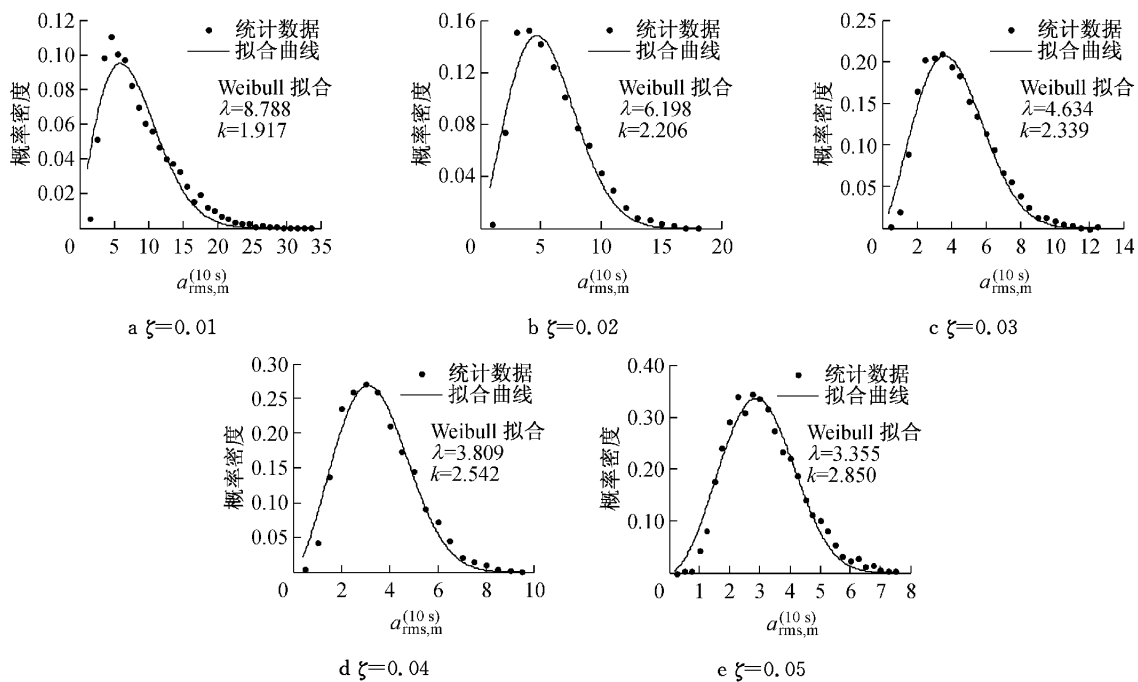 概率密度
0.12
0.10
0.08
0.06
0.04
0.02
0 5 10 15 20 25 30 35
统计数据
拟合曲线
Weibull 拟合
λ=8.788
k=1.917
a_{rms,m}^{(10 s)}
a ζ=0.01
概率密度
0.16
0.12
0.08
0.04
0 5 10 15 20
统计数据
拟合曲线
Weibull 拟合
λ=6.198
k=2.206
a_{rms,m}^{(10 s)}
b ζ=0.02
概率密度
0.25
0.20
0.15
0.10
0.05
0 2 4 6 8 10 12 14
统计数据
拟合曲线
Weibull 拟合
λ=4.634
k=2.339
a_{rms,m}^{(10 s)}
c ζ=0.03
概率密度
0.30
0.25
0.20
0.15
0.10
0.05
0 2 4 6 8 10
统计数据
拟合曲线
Weibull 拟合
λ=3.809
k=2.542
a_{rms,m}^{(10 s)}
d ζ=0.04
概率密度
0.40
0.30
0.20
0.10
0 1 2 3 4 5 6 7 8
统计数据
拟合曲线
Weibull 拟合
λ=3.355
k=2.850
a_{rms,m}^{(10 s)}
e ζ=0.05